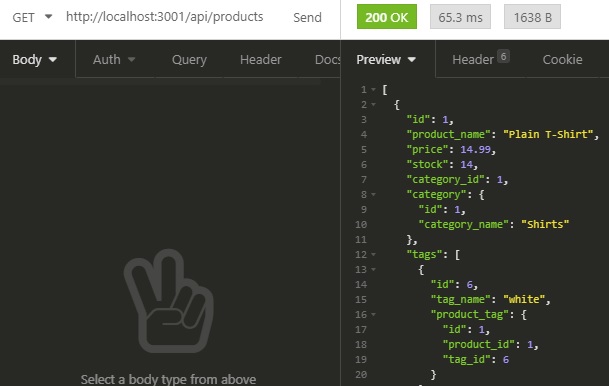 GET http://localhost:3001/api/products Send
200 OK 65.3 ms 1638 B
Body Auth Query Header Docs
Preview Header 6 Cookie
1 [
2 {
3 "id": 1,
4 "product_name": "Plain T-Shirt",
5 "price": 14.99,
6 "stock": 14,
7 "category_id": 1,
8 "category": {
9 "id": 1,
10 "category_name": "Shirts"
11 },
12 "tags": [
13 {
14 "id": 6,
15 "tag_name": "white",
16 "product_tag": {
17 "id": 1,
18 "product_id": 1,
19 "tag_id": 6
20 }
Select a body type from above